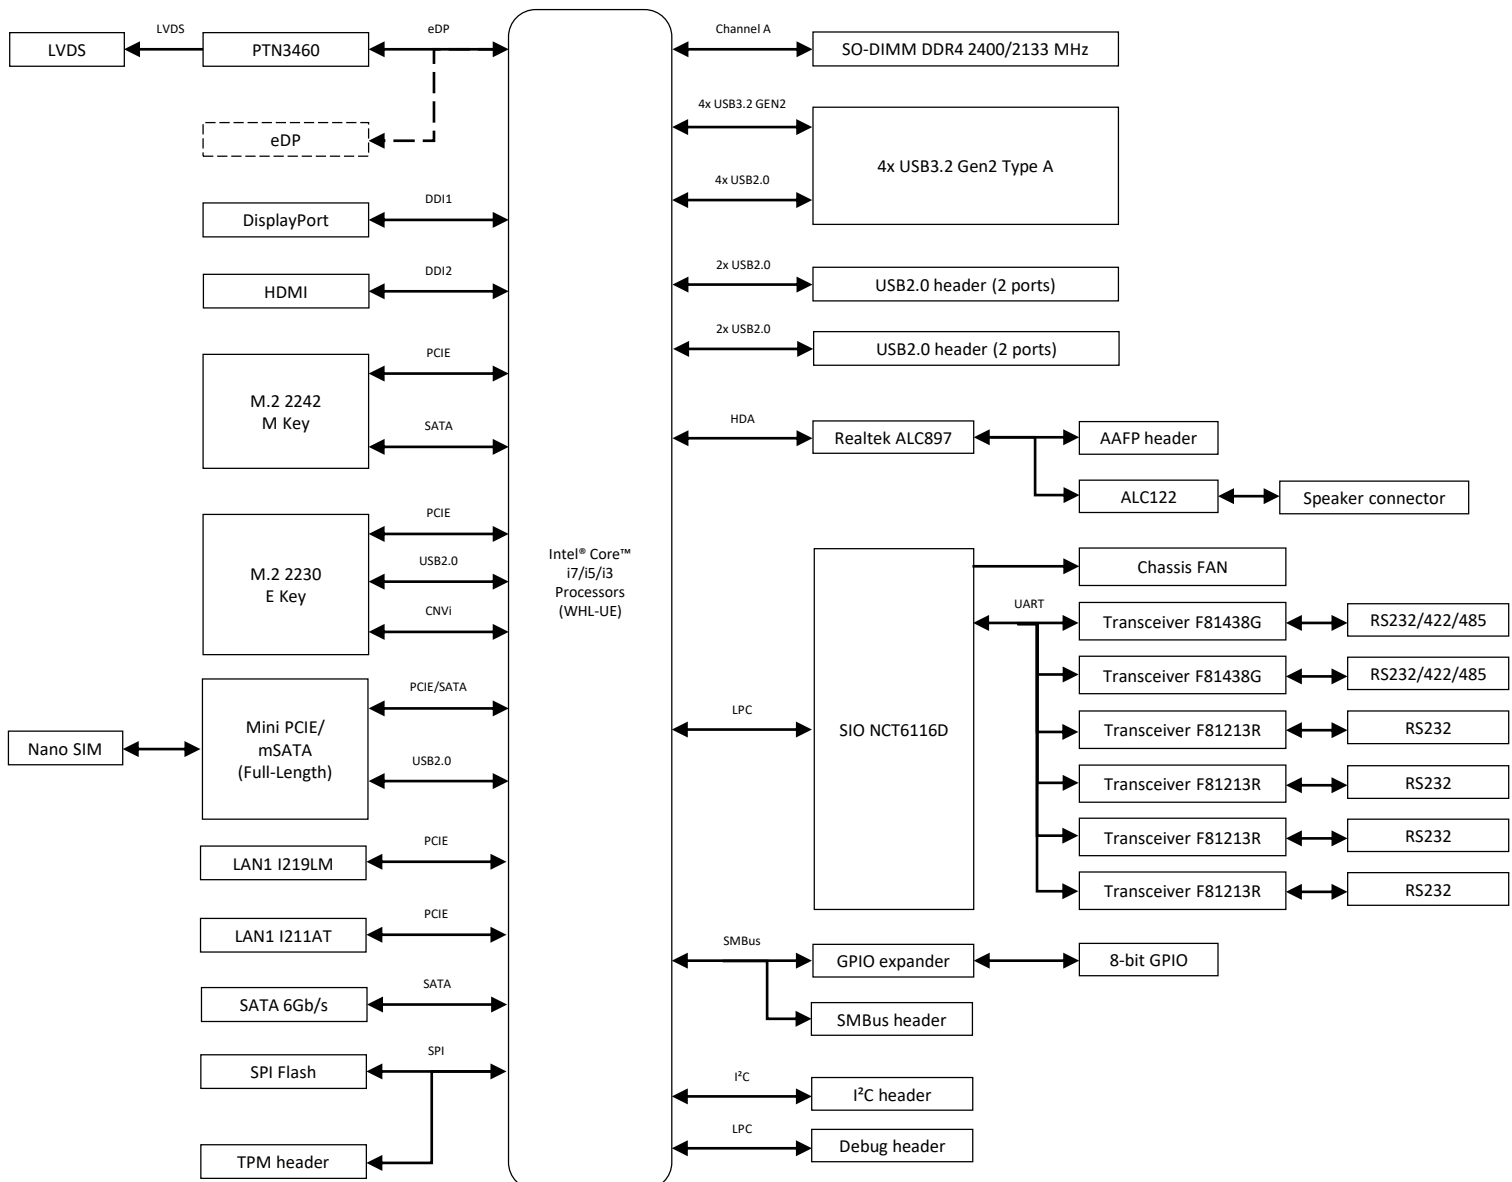 LVDS
LVDS
PTN3460
eDP
eDP
DisplayPort
DDI1
HDMI
DDI2
M.2 2242
M Key
PCIE
SATA
M.2 2230
E Key
PCIE
USB2.0
CNVi
Nano SIM
Mini PCIE/
mSATA
(Full-Length)
PCIE/SATA
USB2.0
LAN1 I219LM
PCIE
LAN1 I211AT
PCIE
SATA 6Gb/s
SATA
SPI Flash
SPI
TPM header
Intel® Core™
i7/i5/i3
Processors
(WHL-UE)
Channel A
SO-DIMM DDR4 2400/2133 MHz
4x USB3.2 GEN2
4x USB2.0
4x USB3.2 Gen2 Type A
2x USB2.0
USB2.0 header (2 ports)
2x USB2.0
USB2.0 header (2 ports)
HDA
Realtek ALC897
AAFP header
ALC122
Speaker connector
LPC
SIO NCT6116D
Chassis FAN
UART
Transceiver F81438G
RS232/422/485
Transceiver F81438G
RS232/422/485
Transceiver F81213R
RS232
Transceiver F81213R
RS232
Transceiver F81213R
RS232
Transceiver F81213R
RS232
SMBus
GPIO expander
8-bit GPIO
SMBus header
I²C
I²C header
LPC
Debug header